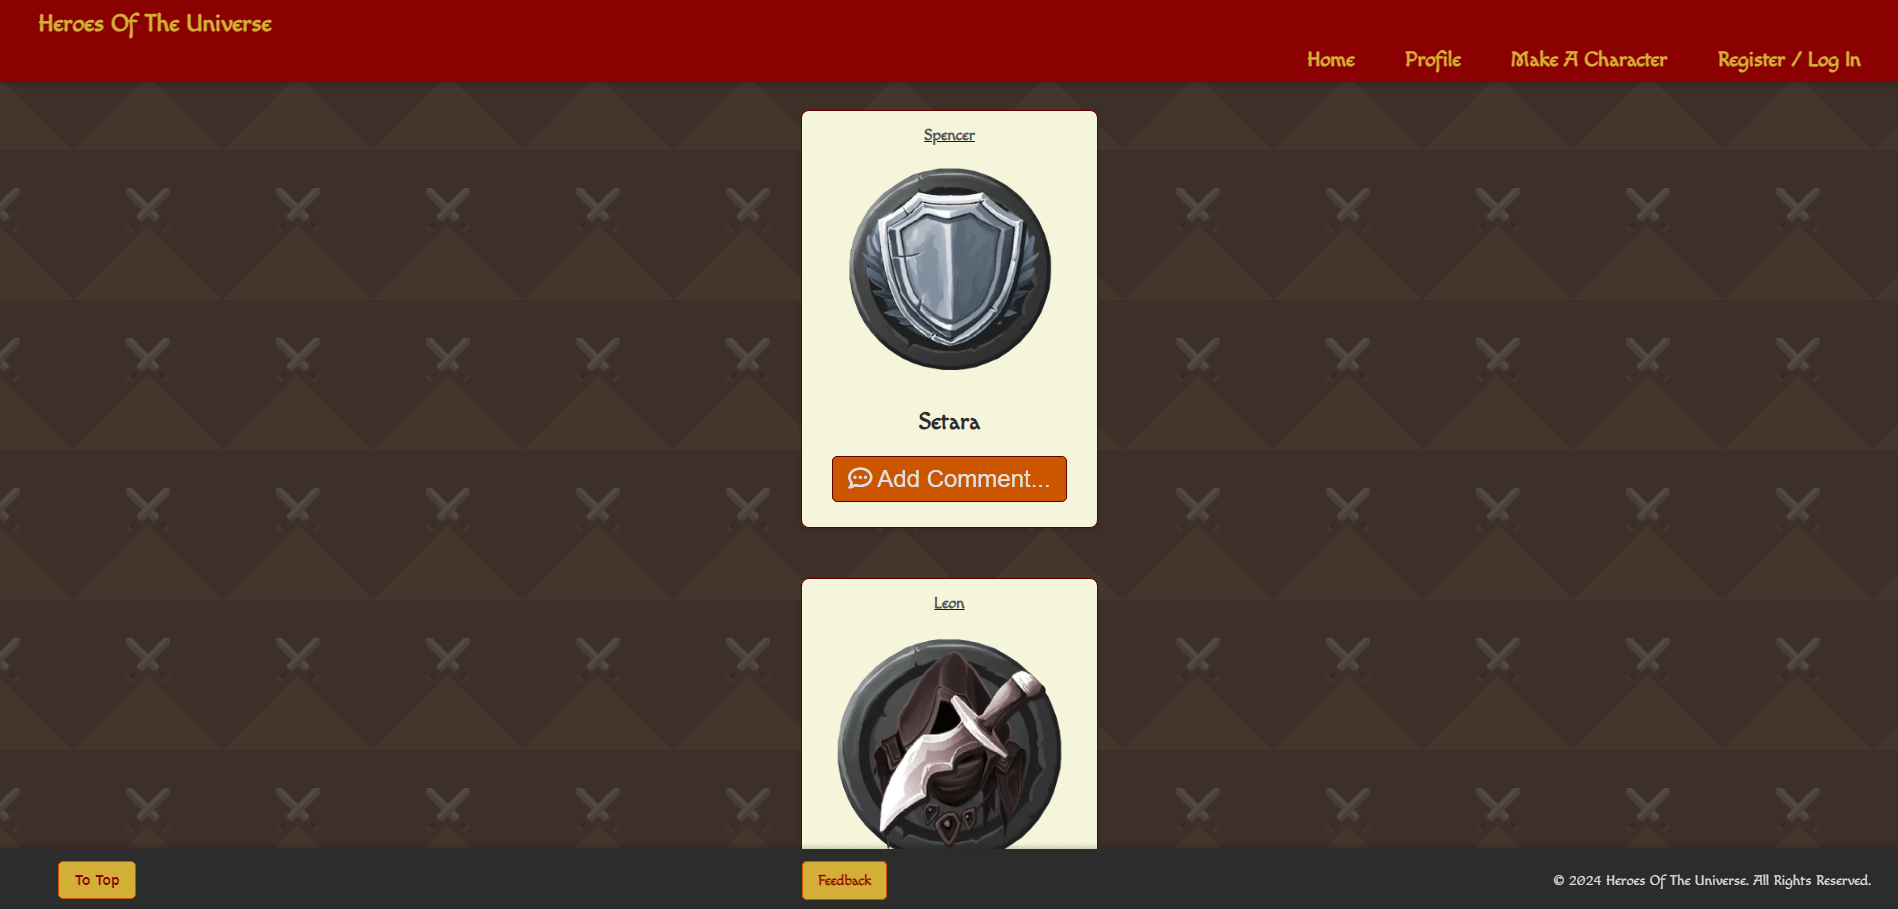 Heroes Of The Universe
Home Profile Make A Character Register / Log In
Spencer
Setara
Add Comment...
Leon
To Top Feedback © 2024 Heroes Of The Universe. All Rights Reserved.